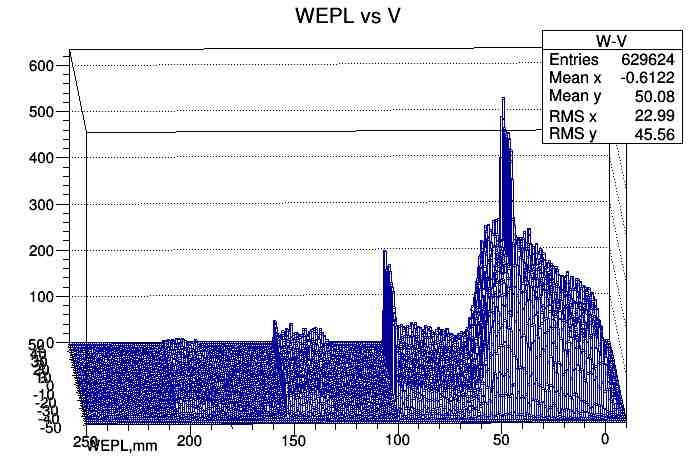 WEPL vs V
W-V
Entries 629624
Mean x -0.6122
Mean y 50.08
RMS x 22.99
RMS y 45.56
600
500
400
300
200
100
0
50
-10
-20
-30
-40
-50
250 200 150 100 50 0
WEPL,mm